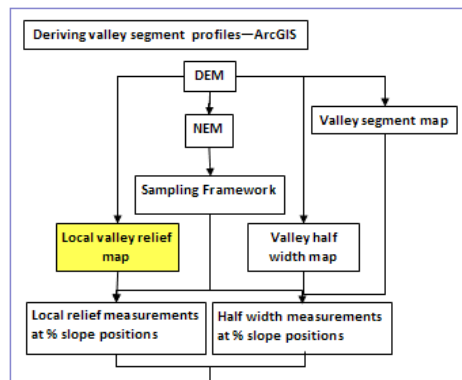 Deriving valley segment profiles—ArcGIS
DEM
NEM
Valley segment map
Sampling Framework
Local valley relief
map
Valley half
width map
Local relief measurements
at % slope positions
Half width measurements
at % slope positions